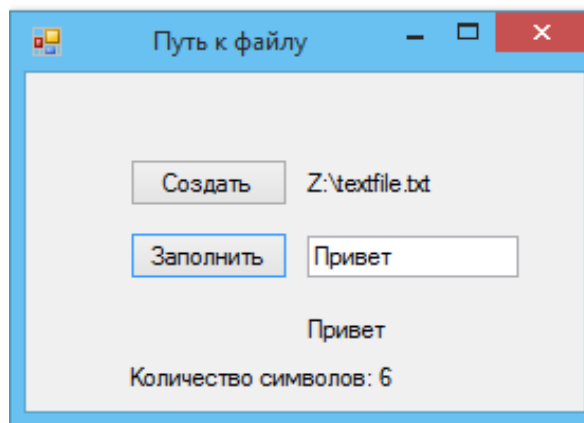 Путь к файлу
Создать Z:\textfile.txt
Заполнить Привет
Привет
Количество символов: 6